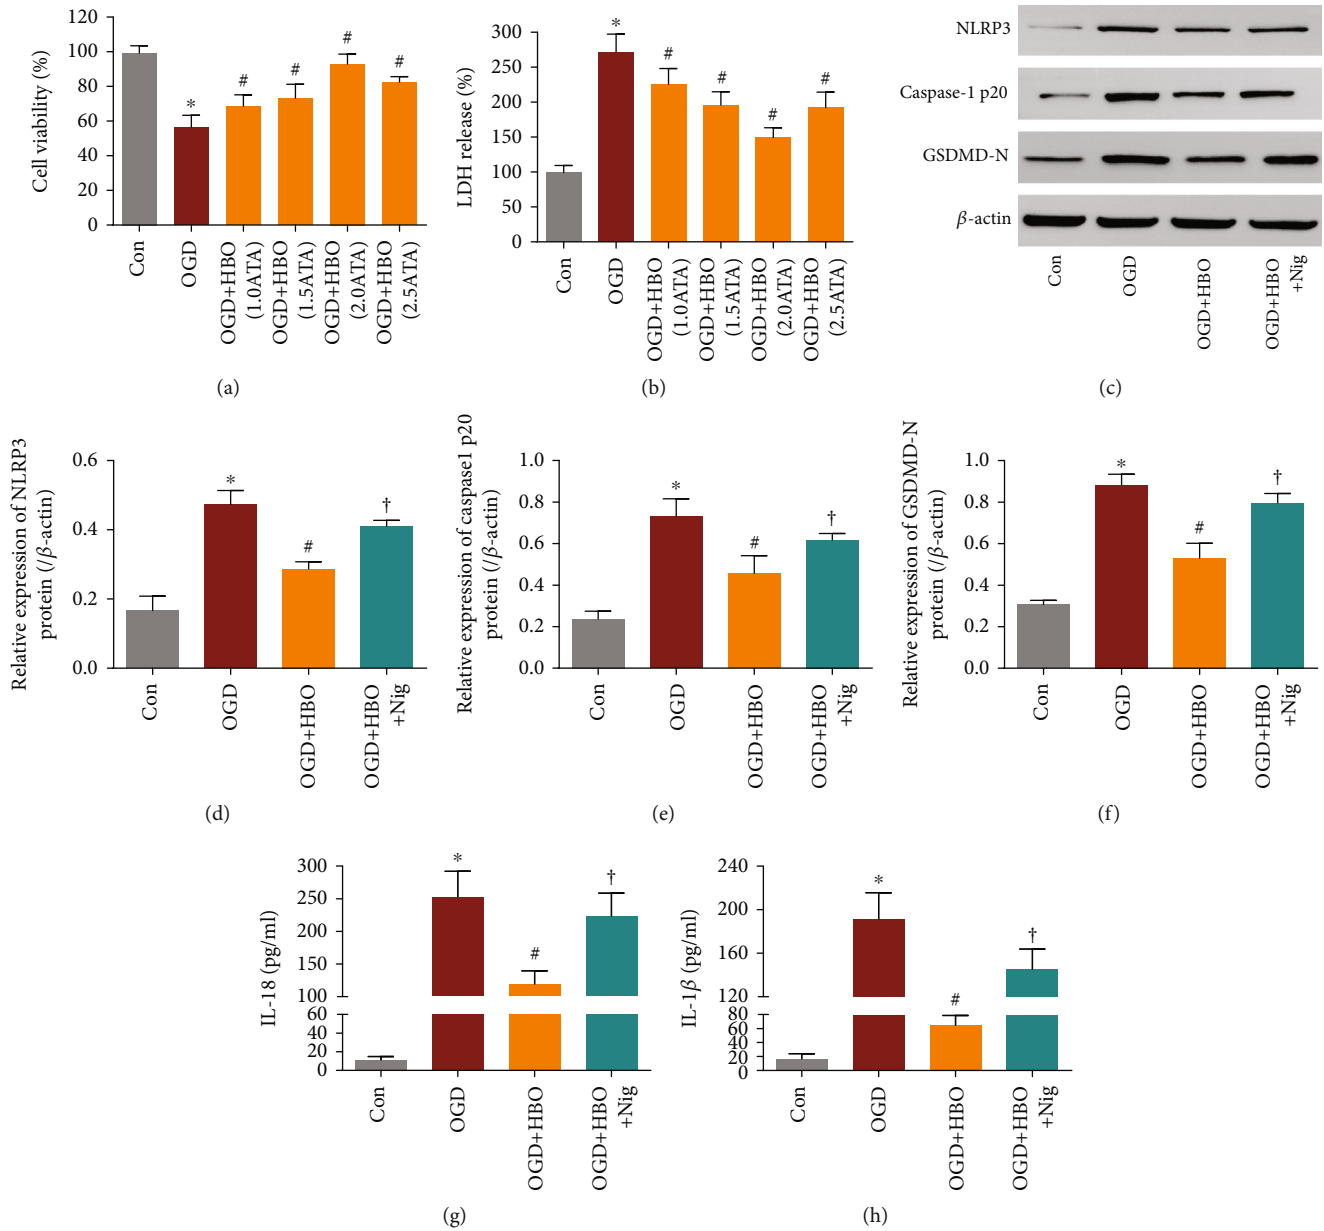 120
100
80
60
40
20
0
Cell viability (%)
*
#
#
#
#
Con
OGD
OGD+HBO
(1.0ATA)
OGD+HBO
(1.5ATA)
OGD+HBO
(2.0ATA)
OGD+HBO
(2.5ATA)
(a)
300
250
200
150
100
50
0
LDH release (%)
*
#
#
#
#
Con
OGD
OGD+HBO
(1.0ATA)
OGD+HBO
(1.5ATA)
OGD+HBO
(2.0ATA)
OGD+HBO
(2.5ATA)
(b)
NLRP3
Caspase-1 p20
GSDMD-N
β-actin
Con
OGD
OGD+HBO
OGD+HBO
+Nig
(c)
0.6
0.4
0.2
0.0
Relative expression of NLRP3
protein (/β-actin)
*
#
†
Con
OGD
OGD+HBO
OGD+HBO
+Nig
(d)
1.0
0.8
0.6
0.4
0.2
0.0
Relative expression of caspase1 p20
protein (/β-actin)
*
#
†
Con
OGD
OGD+HBO
OGD+HBO
+Nig
(e)
1.0
0.8
0.6
0.4
0.2
0.0
Relative expression of GSDMD-N
protein (/β-actin)
*
#
†
Con
OGD
OGD+HBO
OGD+HBO
+Nig
(f)
300
250
200
150
100
60
40
20
0
IL-18 (pg/ml)
*
#
†
Con
OGD
OGD+HBO
OGD+HBO
+Nig
(g)
240
200
160
120
80
60
40
20
0
IL-1β (pg/ml)
*
#
†
Con
OGD
OGD+HBO
OGD+HBO
+Nig
(h)